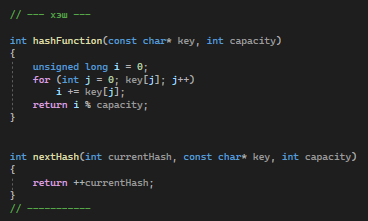 // --- хэш ---
int hashFunction(const char* key, int capacity)
{
unsigned long i = 0;
for (int j = 0; key[j]; j++)
i += key[j];
return i % capacity;
}
int nextHash(int currentHash, const char* key, int capacity)
{
return ++currentHash;
}
// -----------